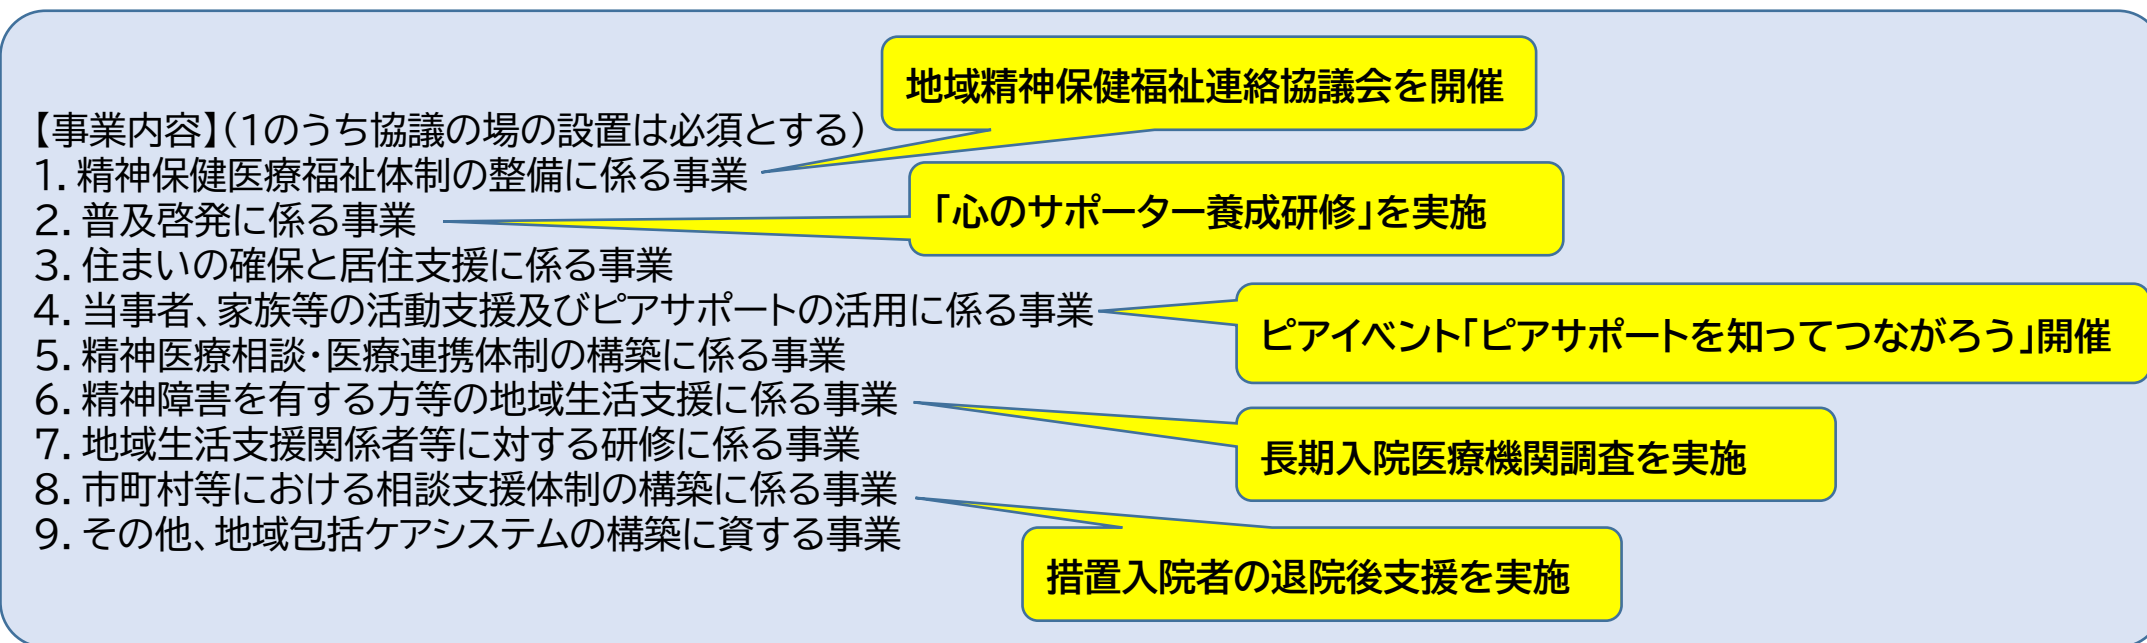 地域精神保健福祉連絡協議会を開催
【事業内容】(1のうち協議の場の設置は必須とする)
1. 精神保健医療福祉体制の整備に係る事業
「心のサポーター養成研修」を実施
2. 普及啓発に係る事業
3. 住まいの確保と居住支援に係る事業
4. 当事者、家族等の活動支援及びピアサポートの活用に係る事業
ピアイベント「ピアサポートを知ってつながろう」開催
5. 精神医療相談・医療連携体制の構築に係る事業
6. 精神障害を有する方等の地域生活支援に係る事業
長期入院医療機関調査を実施
7. 地域生活支援関係者等に対する研修に係る事業
8. 市町村等における相談支援体制の構築に係る事業
9. その他、地域包括ケアシステムの構築に資する事業
措置入院者の退院後支援を実施